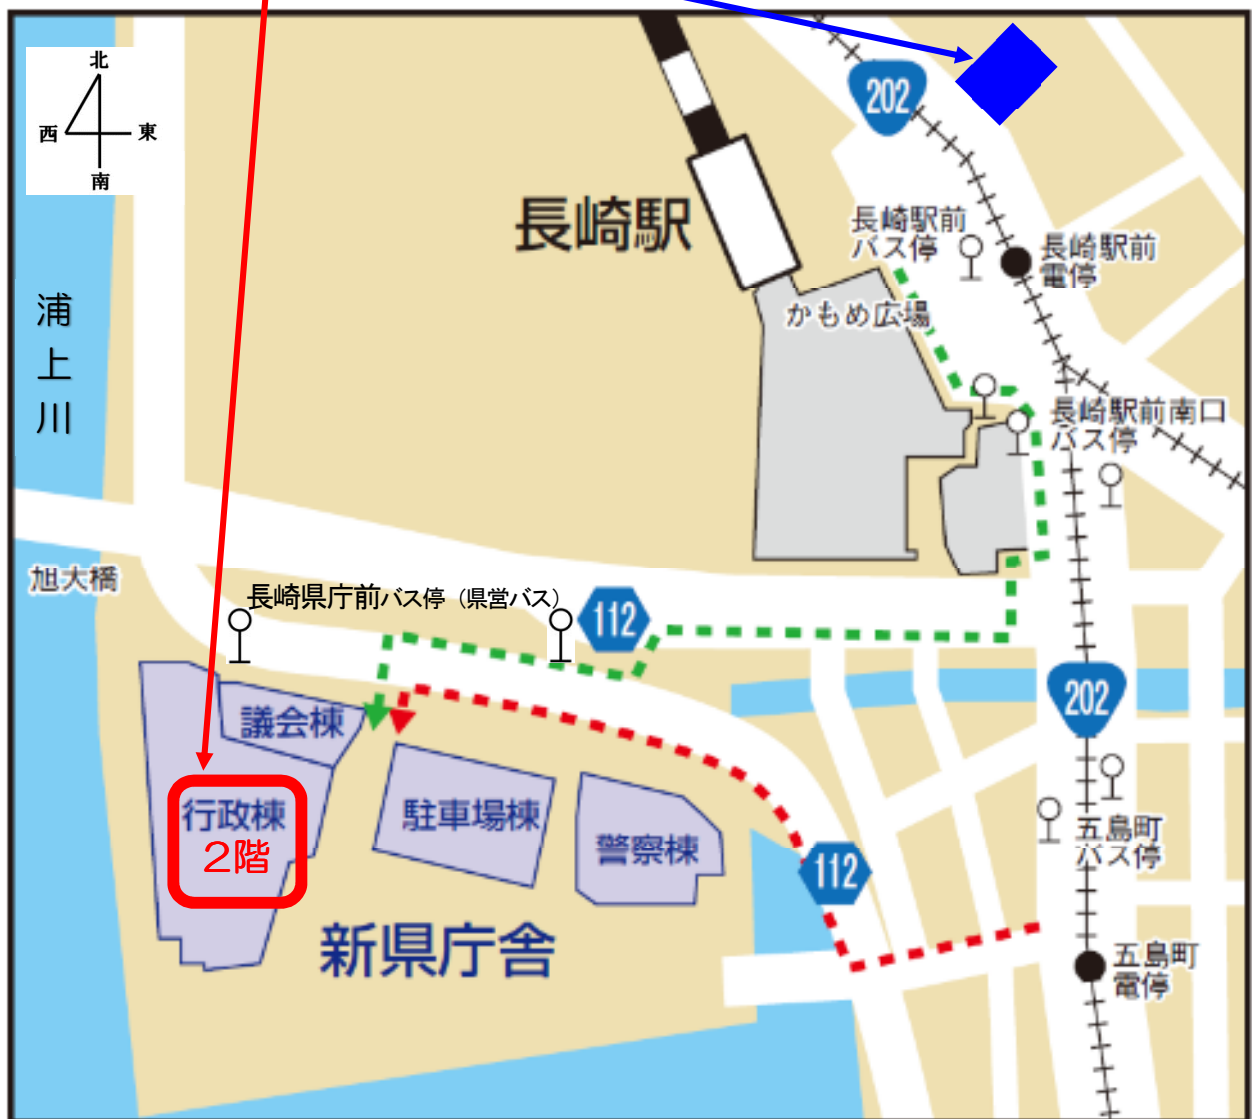 北
西
東
南
202
長崎駅
長崎駅前
バス停
長崎駅前
電停
かもめ広場
浦上川
長崎駅前南口
バス停
旭大橋
長崎県庁前バス停（県営バス）
112
202
議会棟
行政棟
2階
駐車場棟
警察棟
112
五島町
バス停
新県庁舎
五島町
電停